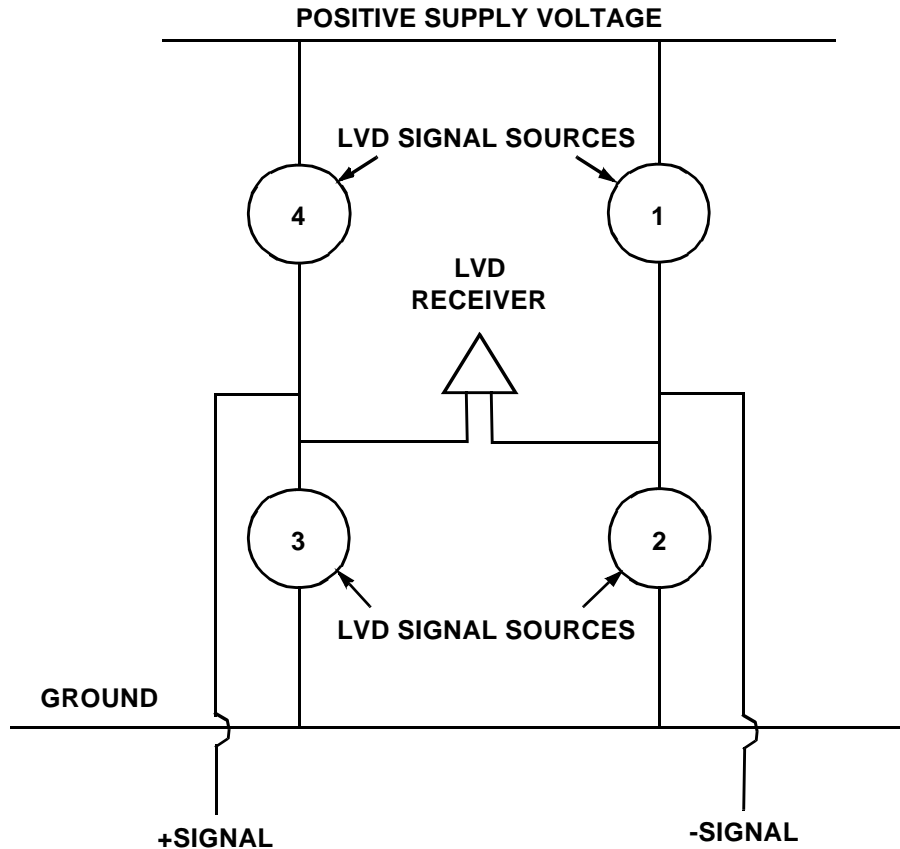 POSITIVE SUPPLY VOLTAGE
LVD SIGNAL SOURCES
4
1
LVD
RECEIVER
3
2
LVD SIGNAL SOURCES
GROUND
+SIGNAL
-SIGNAL